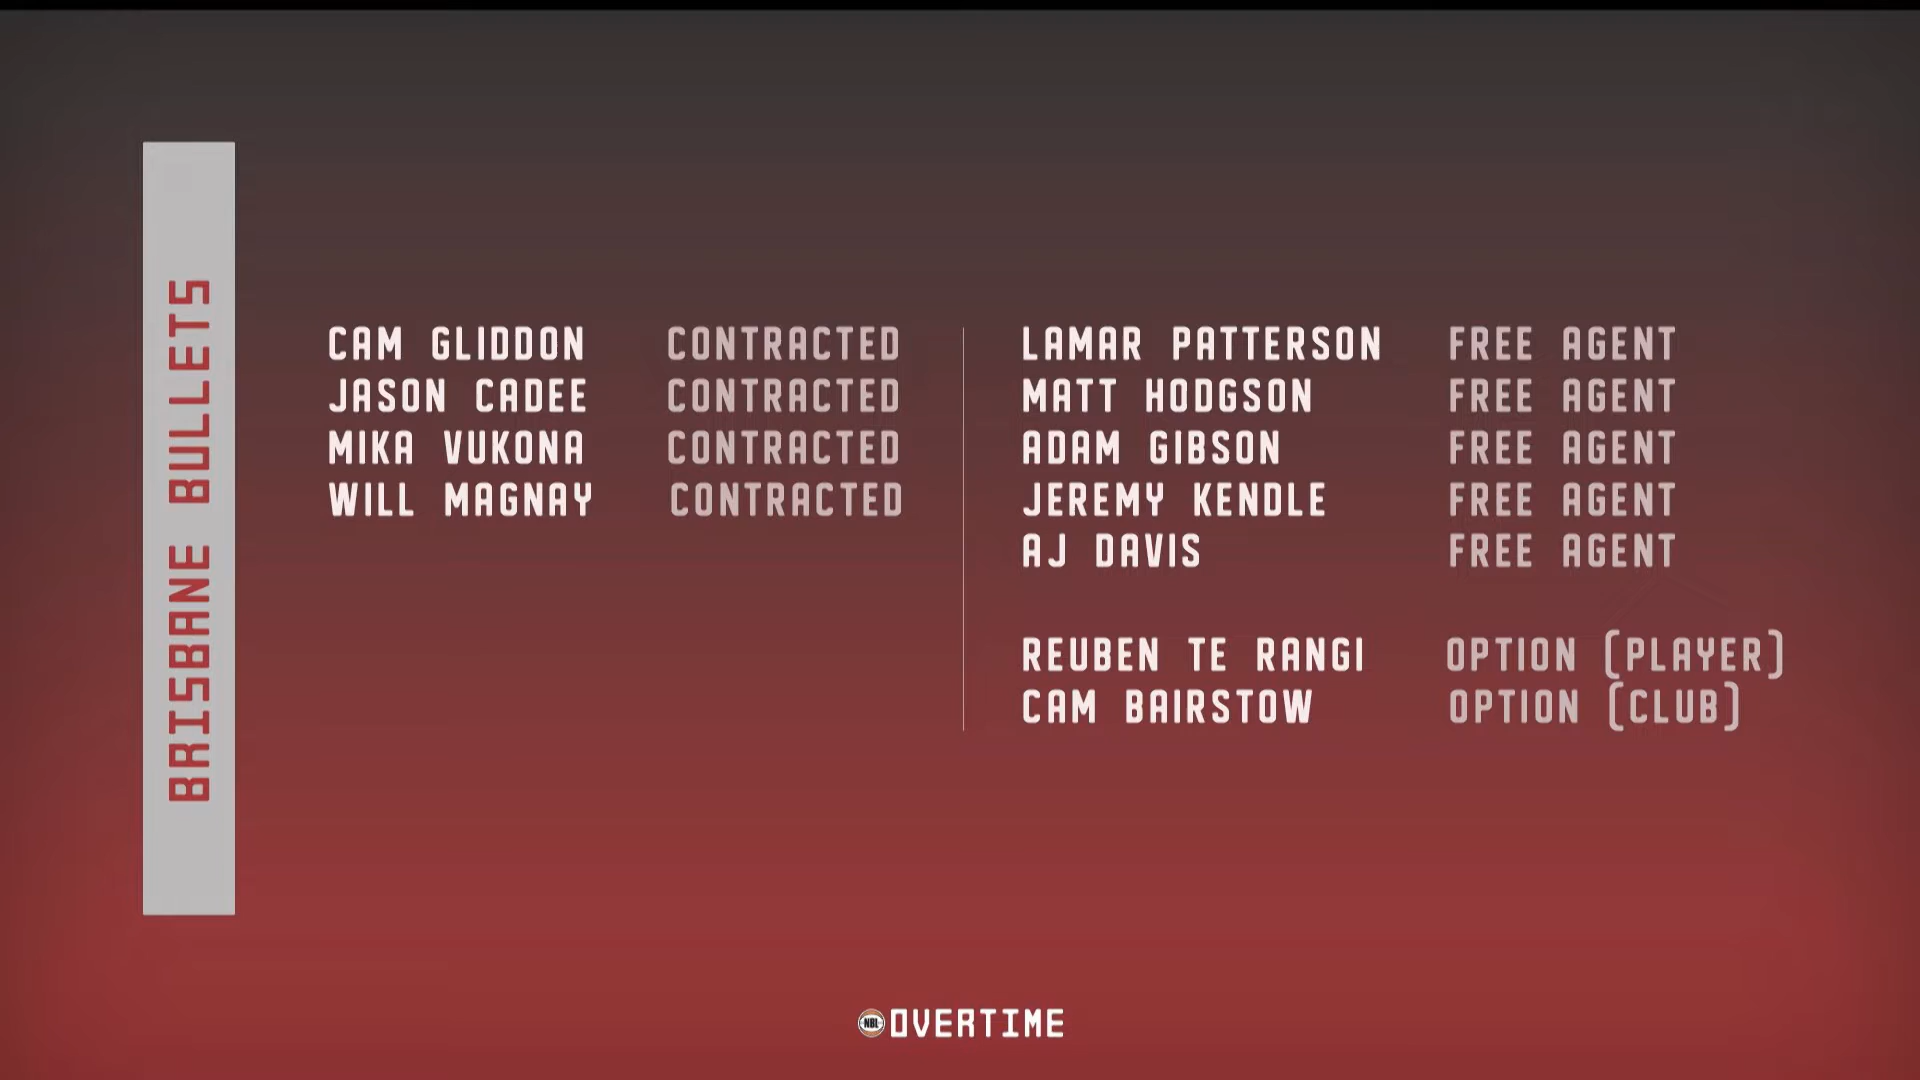 BRISBANE BULLETS
CAM GLIDDON CONTRACTED
JASON CADEE CONTRACTED
MIKA VUKONA CONTRACTED
WILL MAGNAY CONTRACTED
LAMAR PATTERSON FREE AGENT
MATT HODGSON FREE AGENT
ADAM GIBSON FREE AGENT
JEREMY KENDLE FREE AGENT
AJ DAVIS FREE AGENT
REUBEN TE RANGI OPTION (PLAYER)
CAM BAIRSTOW OPTION (CLUB)
NBL OVERTIME